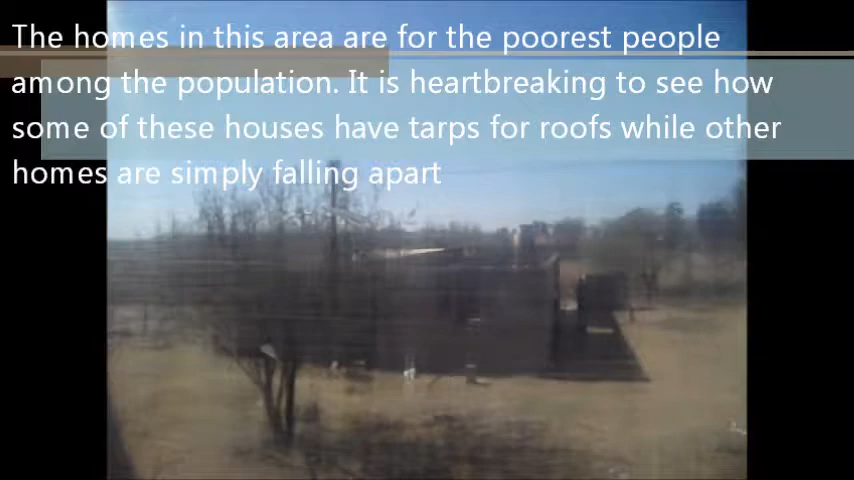 The homes in this area are for the poorest people
among the population. It is heartbreaking to see how
some of these houses have tarps for roofs while other
homes are simply falling apart